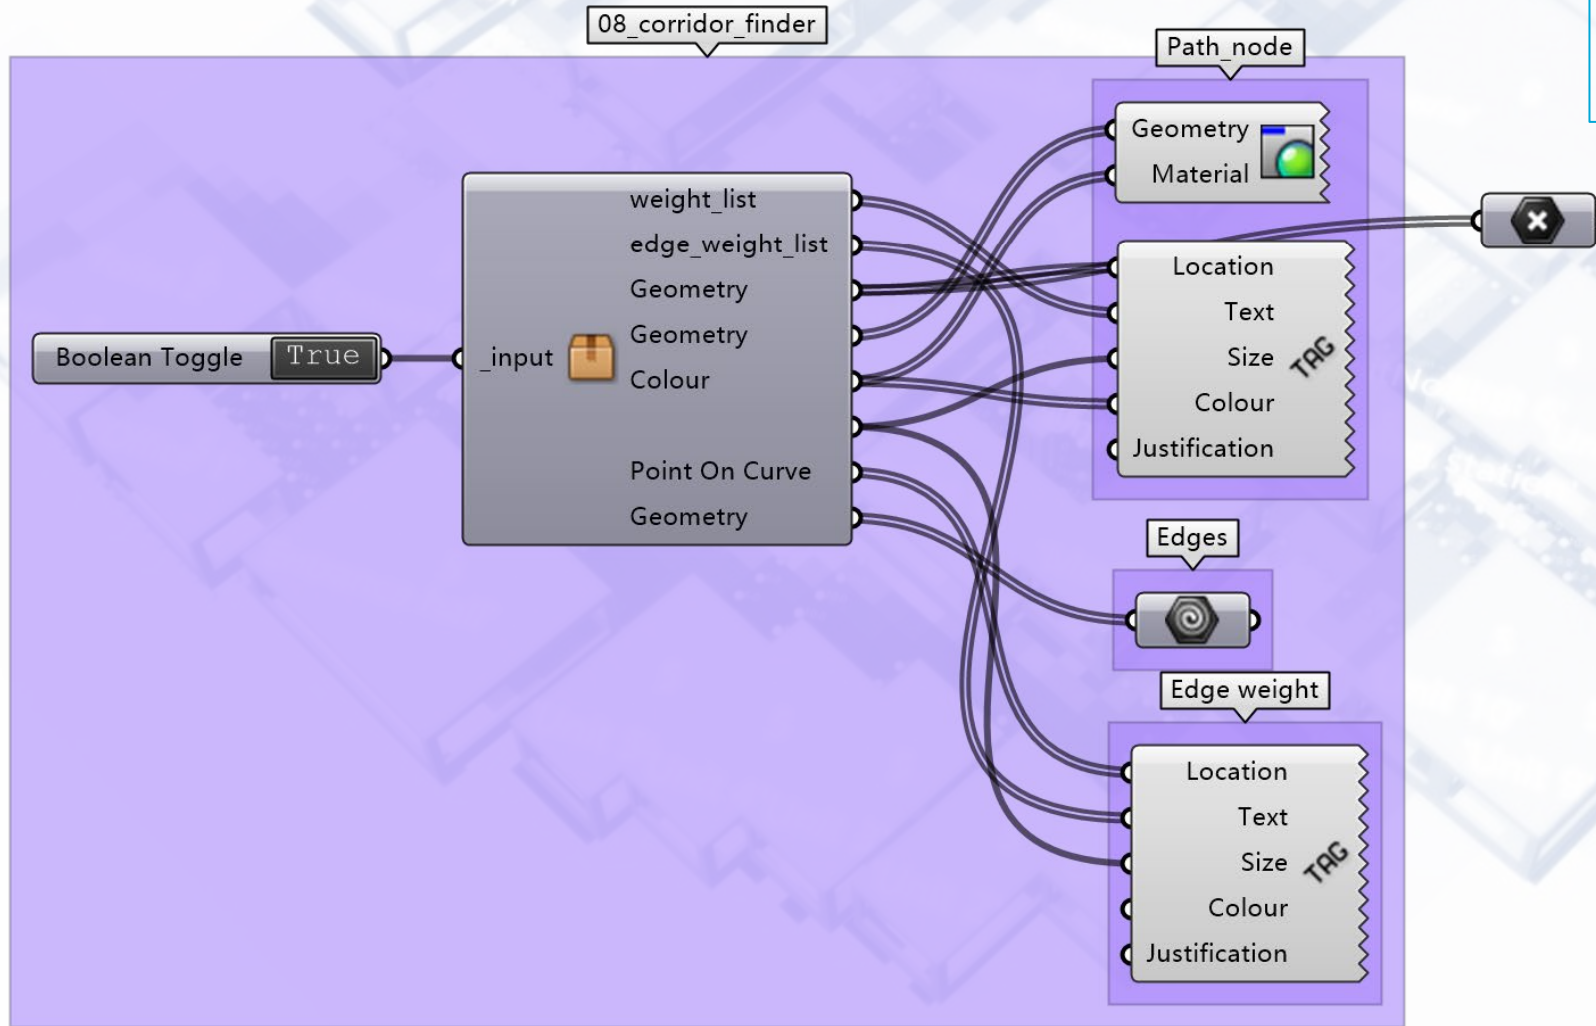 08_corridor_finder
Boolean Toggle True
_input
weight_list
edge_weight_list
Geometry
Geometry
Colour
Point On Curve
Geometry
Path_node
Geometry
Material
Location
Text
Size
Colour
Justification
TAG
Edges
Edge weight
Location
Text
Size
Colour
Justification
TAG